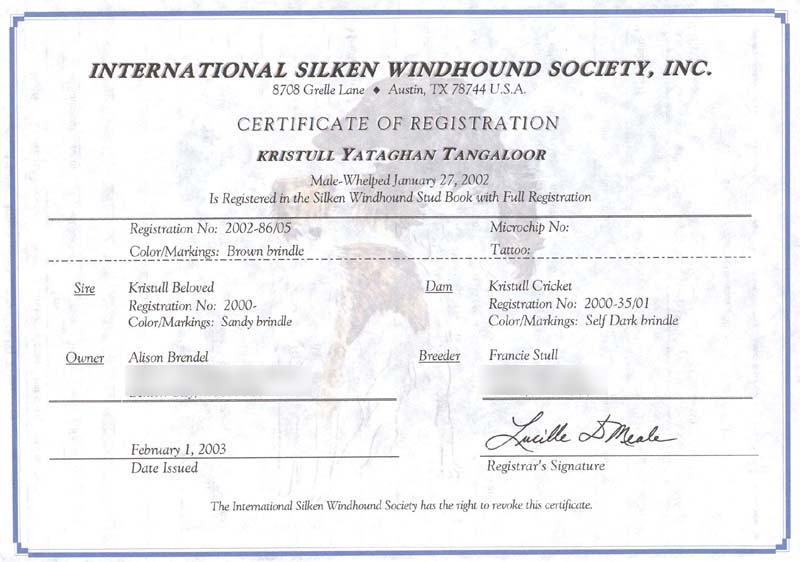 INTERNATIONAL SILKEN WINDHOUND SOCIETY, INC.
8708 Grelle Lane ◆ Austin, TX 78744 U.S.A.
CERTIFICATE OF REGISTRATION
KRISTULL YATAGHAN TANGALOOR
Male-Whelped January 27, 2002
Is Registered in the Silken Windhound Stud Book with Full Registration
Registration No: 2002-86/05 Microchip No:
Color/Markings: Brown brindle Tattoo:
Sire Kristull Beloved Dam Kristull Cricket
Registration No: 2000- Registration No: 2000-35/01
Color/Markings: Sandy brindle Color/Markings: Self Dark brindle
Owner Alison Brendel Breeder Francie Stull
February 1, 2003 Lucille D Meale
Date Issued Registrar's Signature
The International Silken Windhound Society has the right to revoke this certificate.